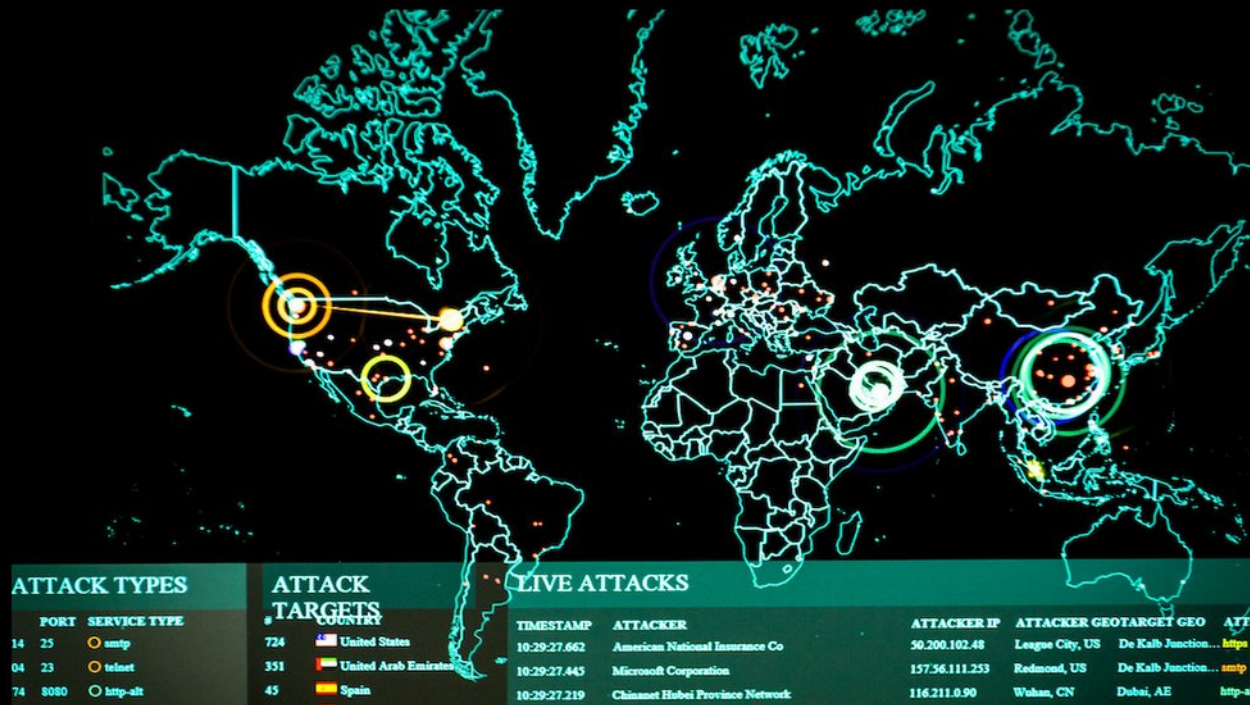 ATTACK TYPES
PORT SERVICE TYPE
14 25 smtp
04 23 telnet
74 8080 http-alt
ATTACK
TARGETS
# COUNTRY
724 United States
351 United Arab Emirates
45 Spain
LIVE ATTACKS
TIMESTAMP ATTACKER ATTACKER IP ATTACKER GEO TARGET GEO ATT
10:29:27.662 American National Insurance Co 50.200.102.48 League City, US De Kalb Junction... https
10:29:27.445 Microsoft Corporation 157.56.111.253 Redmond, US De Kalb Junction... smtp
10:29:27.219 Chinanet Hubei Province Network 116.211.0.90 Wuhan, CN Dubai, AE http-a